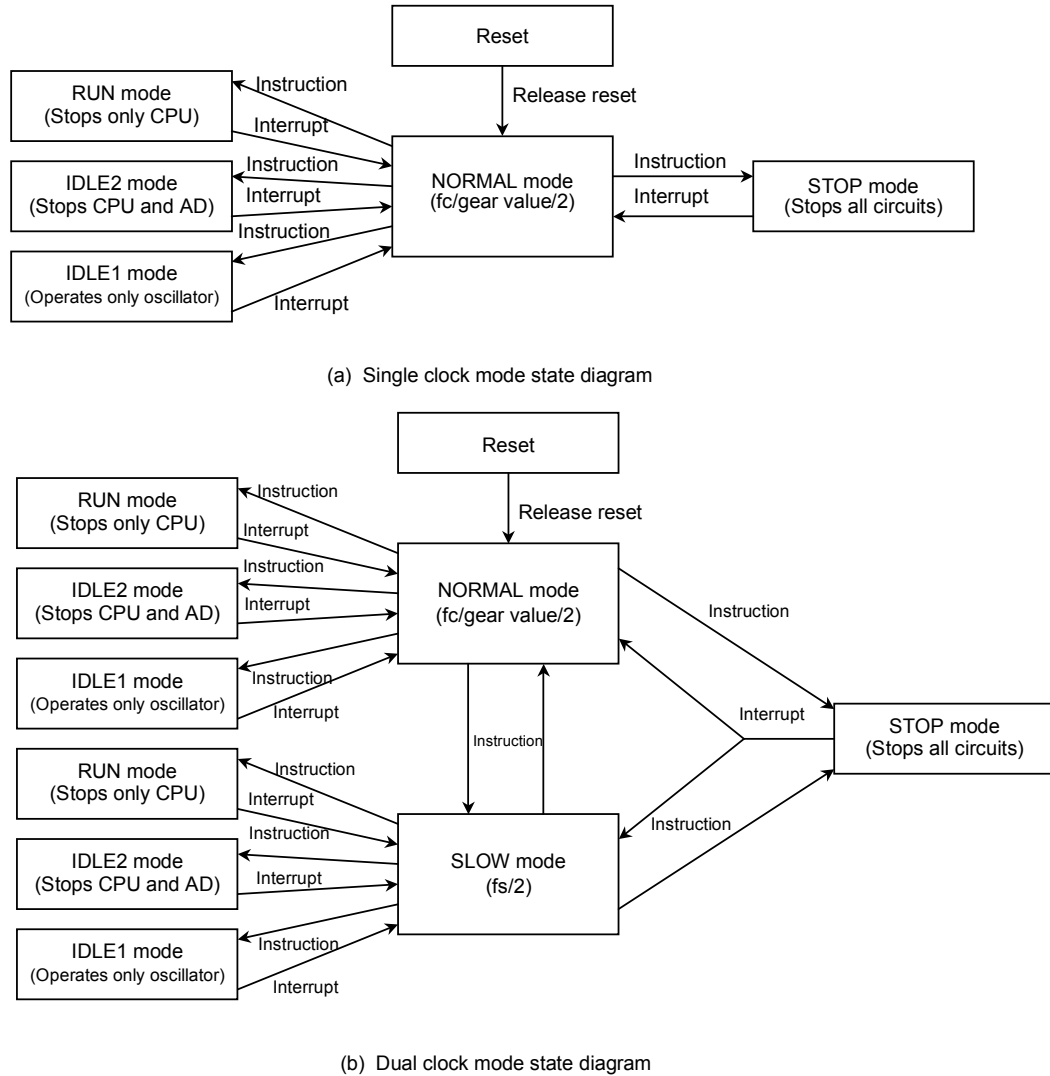 Reset
Release reset
RUN mode
(Stops only CPU)
Instruction
Interrupt
IDLE2 mode
(Stops CPU and AD)
Instruction
Interrupt
IDLE1 mode
(Operates only oscillator)
Instruction
Interrupt
NORMAL mode
(fc/gear value/2)
Instruction
Interrupt
STOP mode
(Stops all circuits)
(a) Single clock mode state diagram
Reset
Release reset
RUN mode
(Stops only CPU)
Instruction
Interrupt
IDLE2 mode
(Stops CPU and AD)
Instruction
Interrupt
IDLE1 mode
(Operates only oscillator)
Instruction
Interrupt
NORMAL mode
(fc/gear value/2)
Instruction
Interrupt
STOP mode
(Stops all circuits)
Instruction
RUN mode
(Stops only CPU)
Instruction
Interrupt
IDLE2 mode
(Stops CPU and AD)
Instruction
Interrupt
IDLE1 mode
(Operates only oscillator)
Instruction
Interrupt
SLOW mode
(fs/2)
Instruction
(b) Dual clock mode state diagram